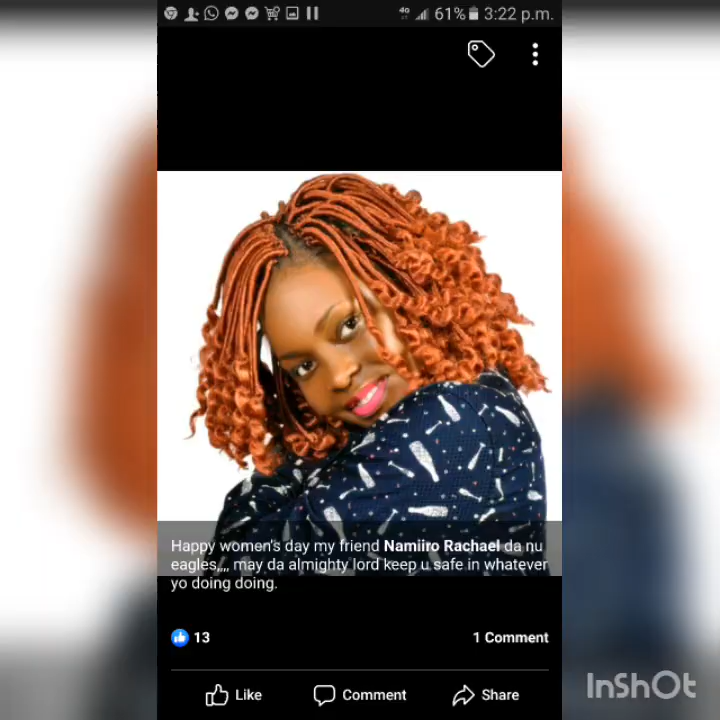 4G 61% 3:22 p.m.
Happy women's day my friend Namiiro Rachael da nu
eagles,,,, may da almighty lord keep u safe in whatever
yo doing doing.
13 1 Comment
Like Comment Share
InShOt